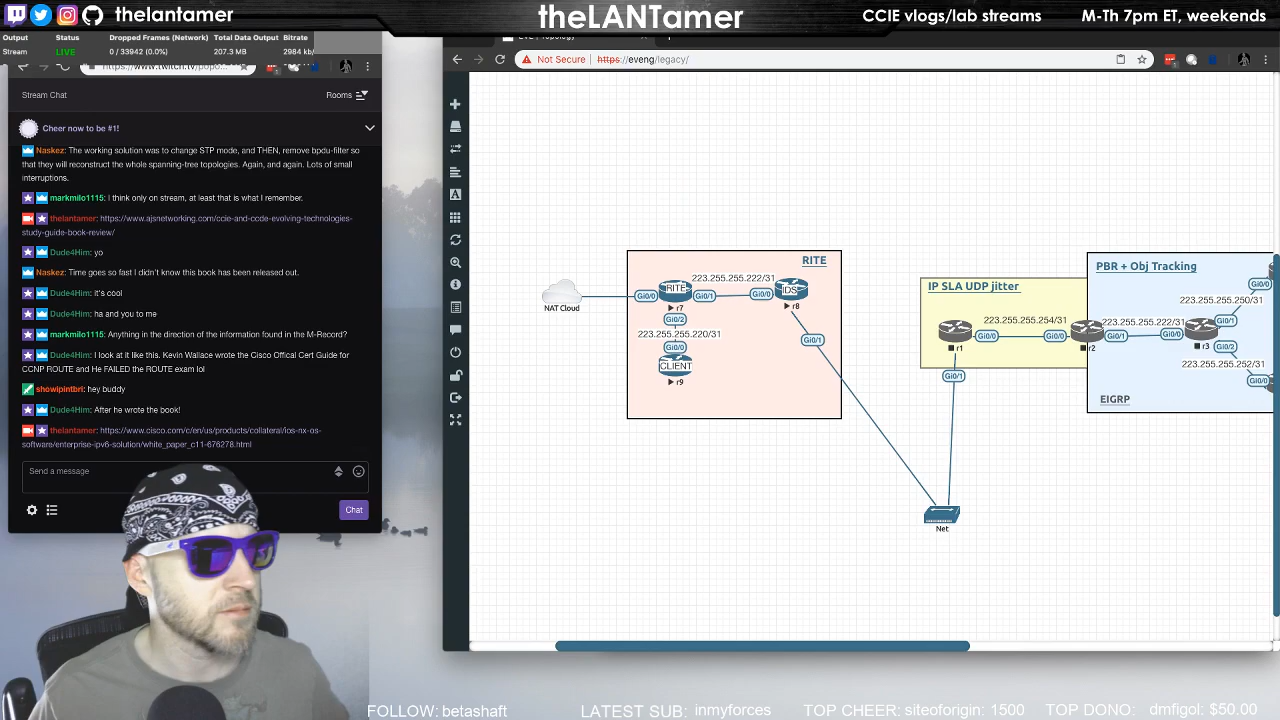 thelantamer
theLANTamer
CCIE vlogs/lab streams
M-Th 7pm ET, weekends
Output Status Dropped Frames (Network) Total Data Output Bitrate
Stream LIVE 0 / 33942 (0.0%) 207.3 MB 2984 kb/
Stream Chat
Rooms
Cheer now to be #1!
Naskez: The working solution was to change STP mode, and THEN, remove bpdu-filter so
that they will reconstruct the whole spanning-tree topologies. Again, and again. Lots of small
interruptions.
markmilo1115: I think only on stream, at least that is what I remember.
thelantamer: https://www.ajsnetworking.com/ccie-and-ccde-evolving-technologies-
study-guide-book-review/
Dude4Him: yo
Naskez: Time goes so fast I didn't know this book has been released out.
Dude4Him: it's cool
Dude4Him: ha and you to me
markmilo1115: Anything in the direction of the information found in the M-Record?
Dude4Him: I look at it like this. Kevin Wallace wrote the Cisco Offical Cert Guide for
CCNP ROUTE and He FAILED the ROUTE exam lol
showipintbri: hey buddy
Dude4Him: After he wrote the book!
thelantamer: https://www.cisco.com/c/en/us/products/collateral/ios-nx-os-
software/enterprise-ipv6-solution/white_paper_c11-676278.html
Send a message
Chat
Not Secure https://eveng/legacy/
NAT Cloud
RITE
223.255.255.222/31
Gi0/0
RITE
Gi0/1
Gi0/0
IDS
r7
r8
Gi0/2
223.255.255.220/31
Gi0/0
Gi0/1
CLIENT
r9
IP SLA UDP jitter
223.255.255.254/31
r1
Gi0/0
Gi0/0
r2
Gi0/1
PBR + Obj Tracking
Gi0/0
223.255.25
223.255.255.222/31
Gi0/1
Gi0/1
Gi0/0
r3
Gi0/2
223.255.255.252/31
Gi0/0
EIGRP
Net
FOLLOW: betashaft
LATEST SUB: inmyforces
TOP CHEER: siteoforigin: 1500
TOP DONO: dmfigol: $50.00